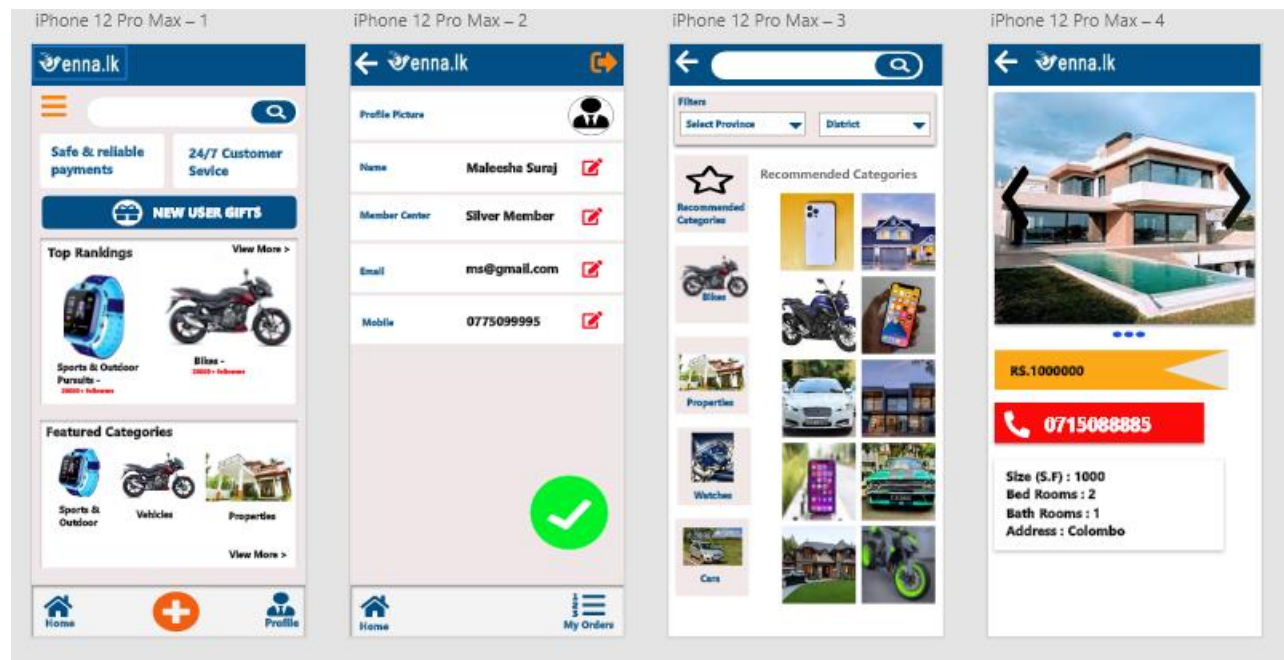 iPhone 12 Pro Max – 1
enna.lk
Safe & reliable
payments
24/7 Customer
Sevice
NEW USER GIFTS
Top Rankings
View More >
Sports & Outdoor
Pursuits -
20000+ followers
Bikes -
20000+ followers
Featured Categories
Sports &
Outdoor
Vehicles
Properties
View More >
Home
Profile
iPhone 12 Pro Max – 2
enna.lk
Profile Picture
Name
Maleesha Suraj
Member Center
Silver Member
Email
ms@gmail.com
Mobile
0775099995
Home
My Orders
iPhone 12 Pro Max – 3
Filters
Select Province
District
Recommended
Categories
Bikes
Properties
Watches
Cars
Recommended Categories
iPhone 12 Pro Max – 4
enna.lk
RS.1000000
0715088885
Size (S.F) : 1000
Bed Rooms : 2
Bath Rooms : 1
Address : Colombo